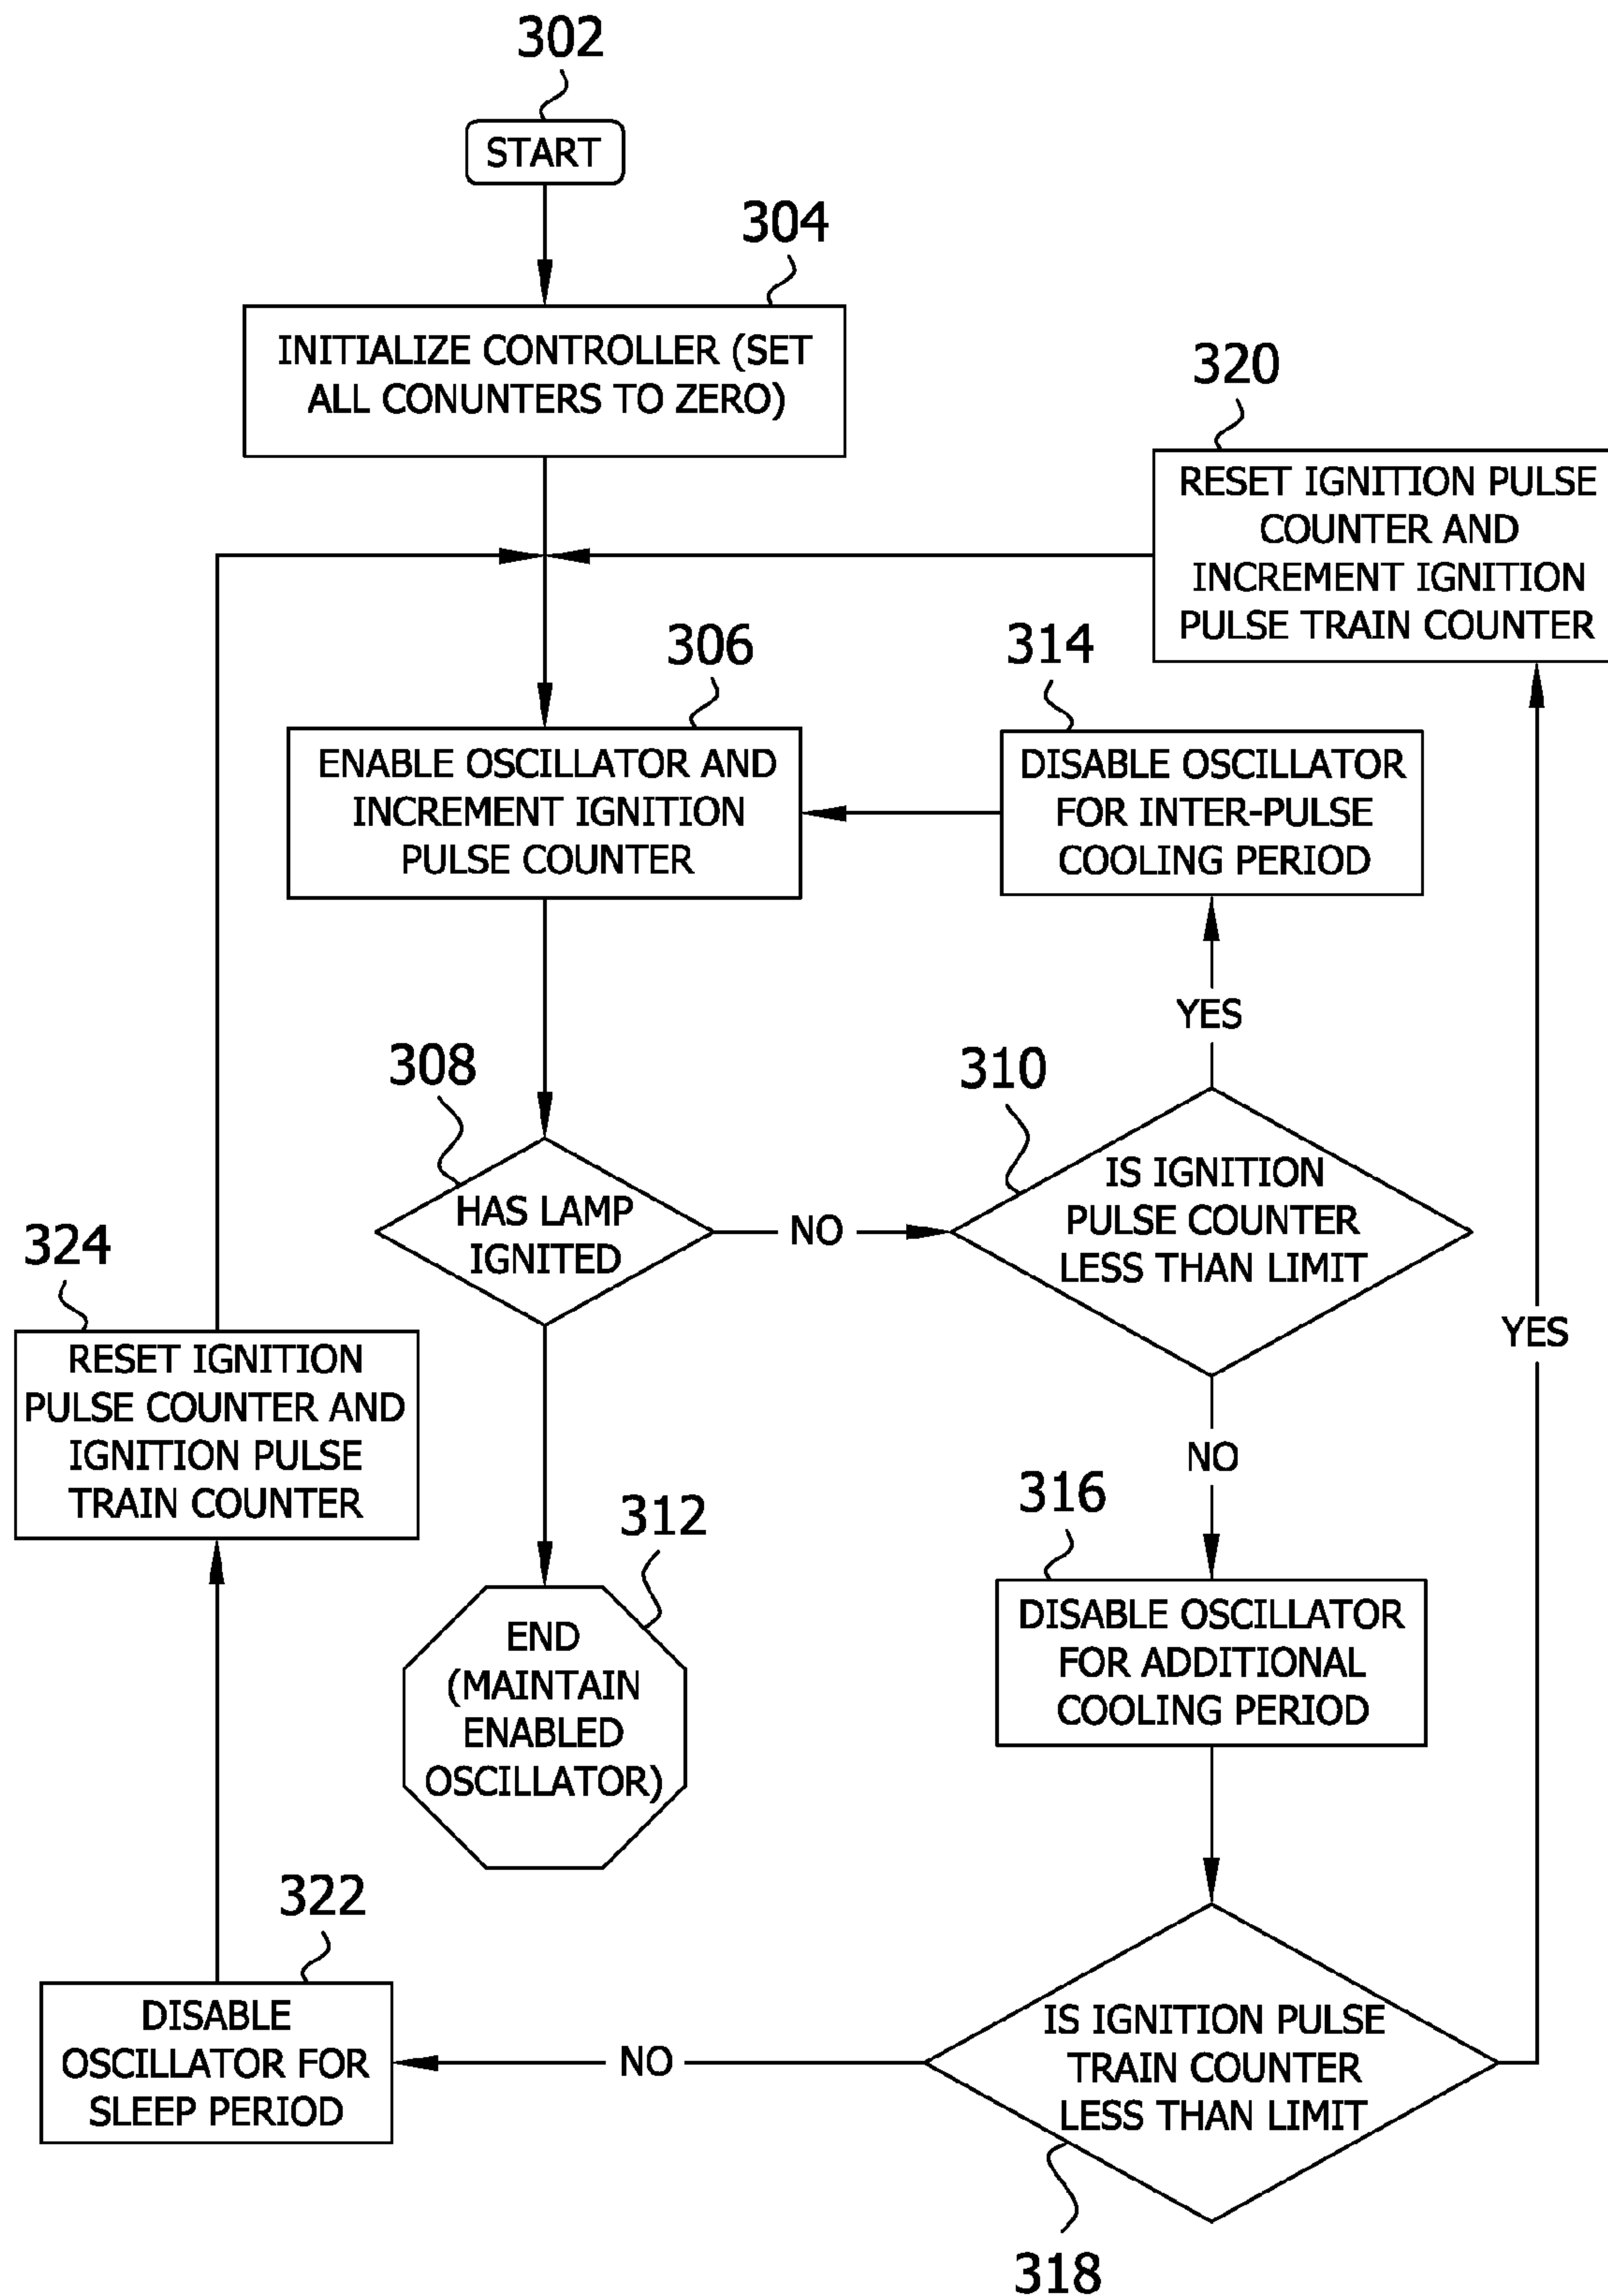 302
START
304
INITIALIZE CONTROLLER (SET
ALL CONUNTERS TO ZERO)
320
RESET IGNITION PULSE
COUNTER AND
INCREMENT IGNITION
PULSE TRAIN COUNTER
306
ENABLE OSCILLATOR AND
INCREMENT IGNITION
PULSE COUNTER
314
DISABLE OSCILLATOR
FOR INTER-PULSE
COOLING PERIOD
YES
308
HAS LAMP
IGNITED
NO
310
IS IGNITION
PULSE COUNTER
LESS THAN LIMIT
YES
324
RESET IGNITION
PULSE COUNTER AND
IGNITION PULSE
TRAIN COUNTER
NO
312
END
(MAINTAIN
ENABLED
OSCILLATOR)
316
DISABLE OSCILLATOR
FOR ADDITIONAL
COOLING PERIOD
322
DISABLE
OSCILLATOR FOR
SLEEP PERIOD
NO
IS IGNITION PULSE
TRAIN COUNTER
LESS THAN LIMIT
318